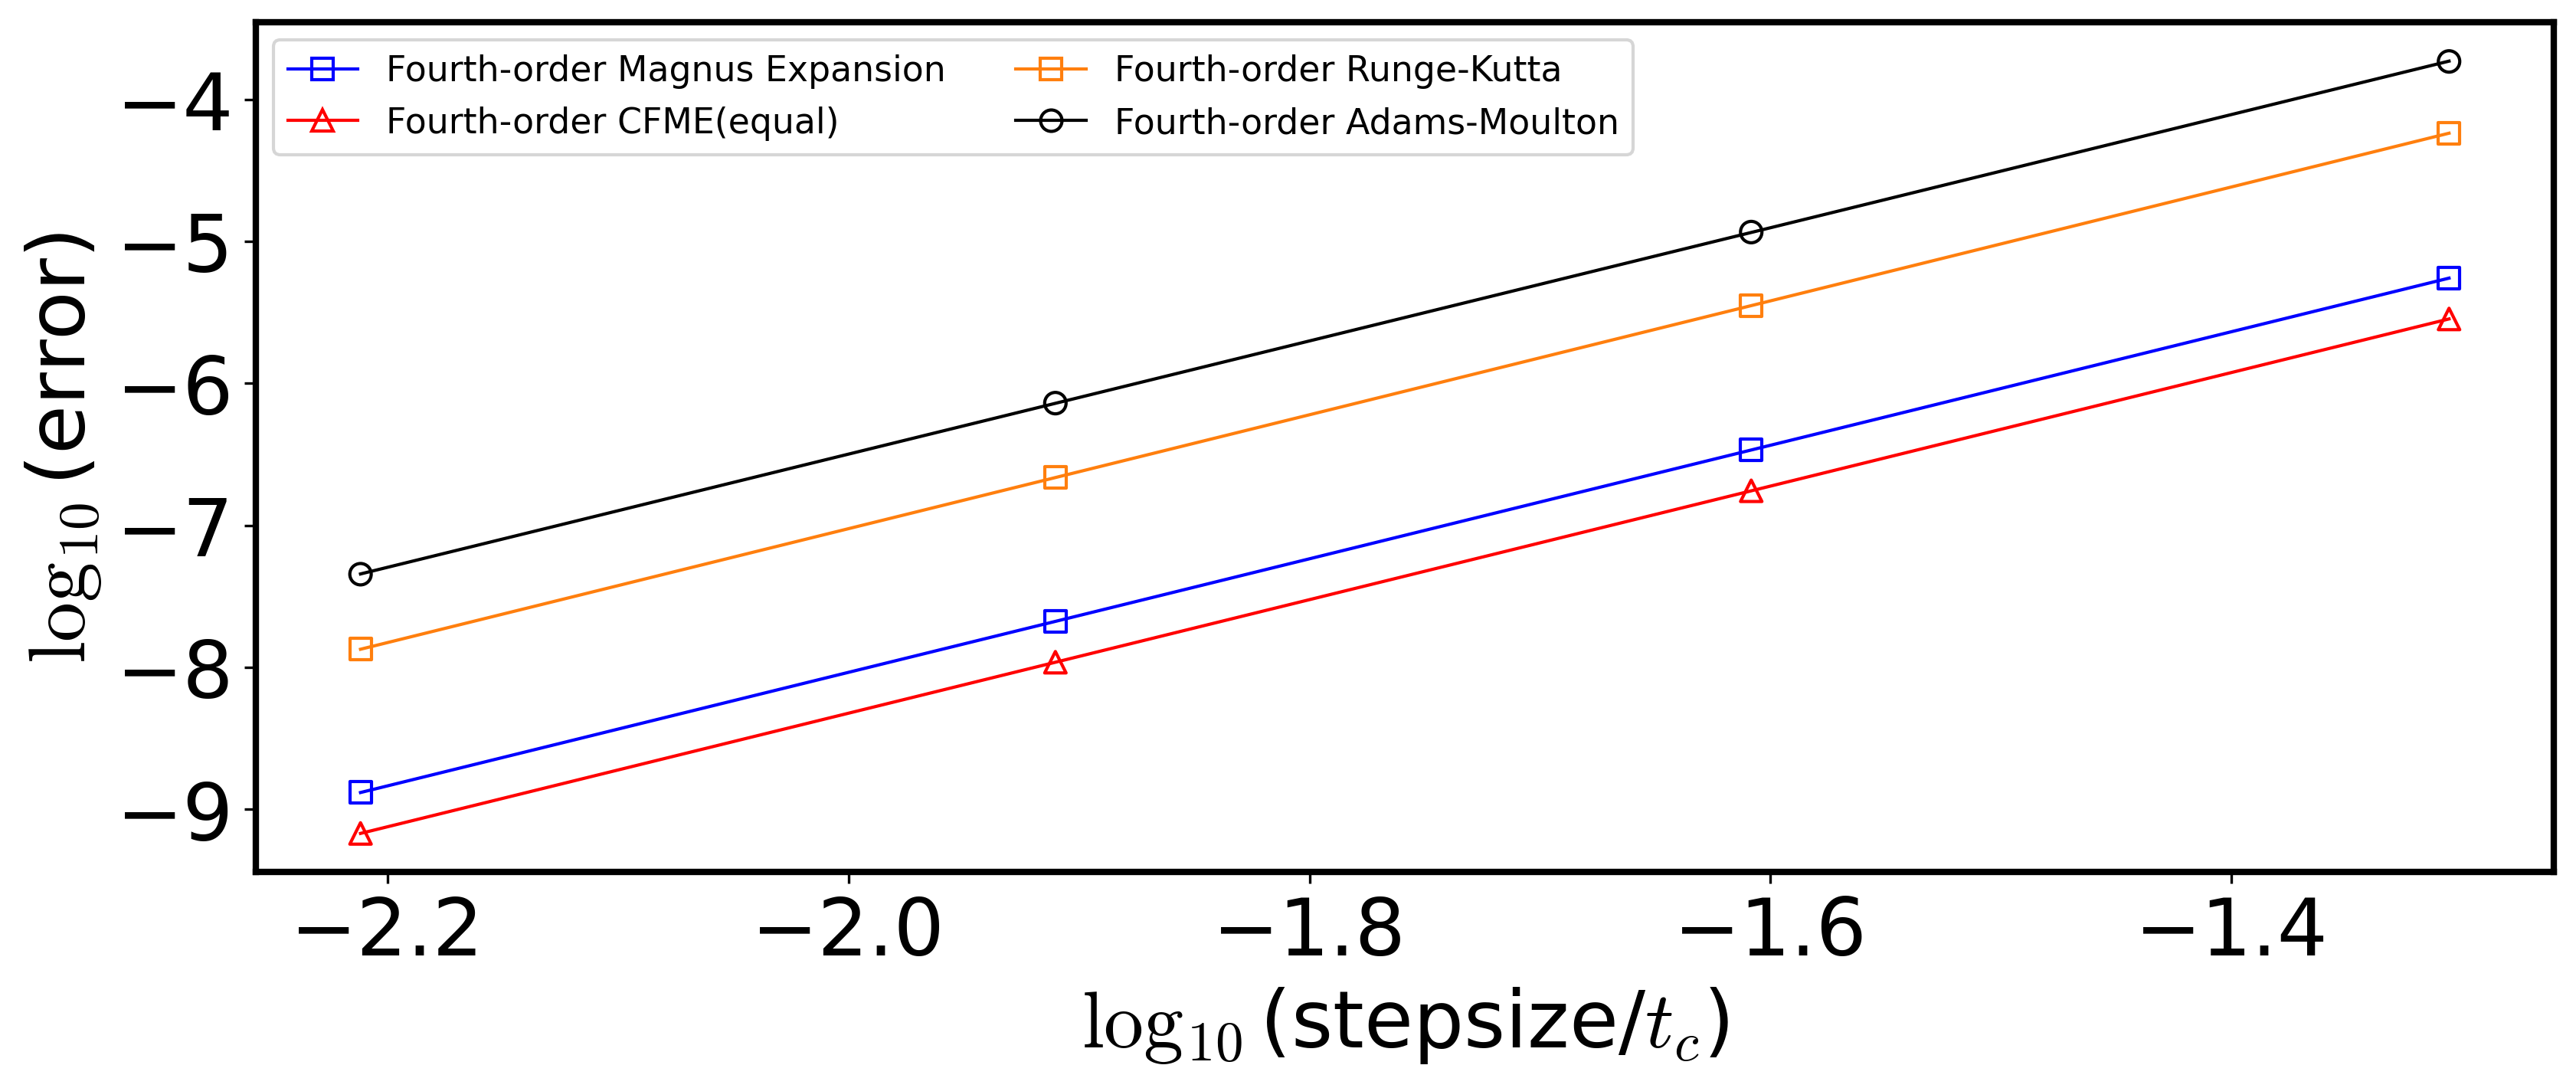 Fourth-order Magnus Expansion
Fourth-order CFME(equal)
Fourth-order Runge-Kutta
Fourth-order Adams-Moulton
log10 (error)
−4
−5
−6
−7
−8
−9
−2.2
−2.0
−1.8
−1.6
−1.4
log10 (stepsize/tc)